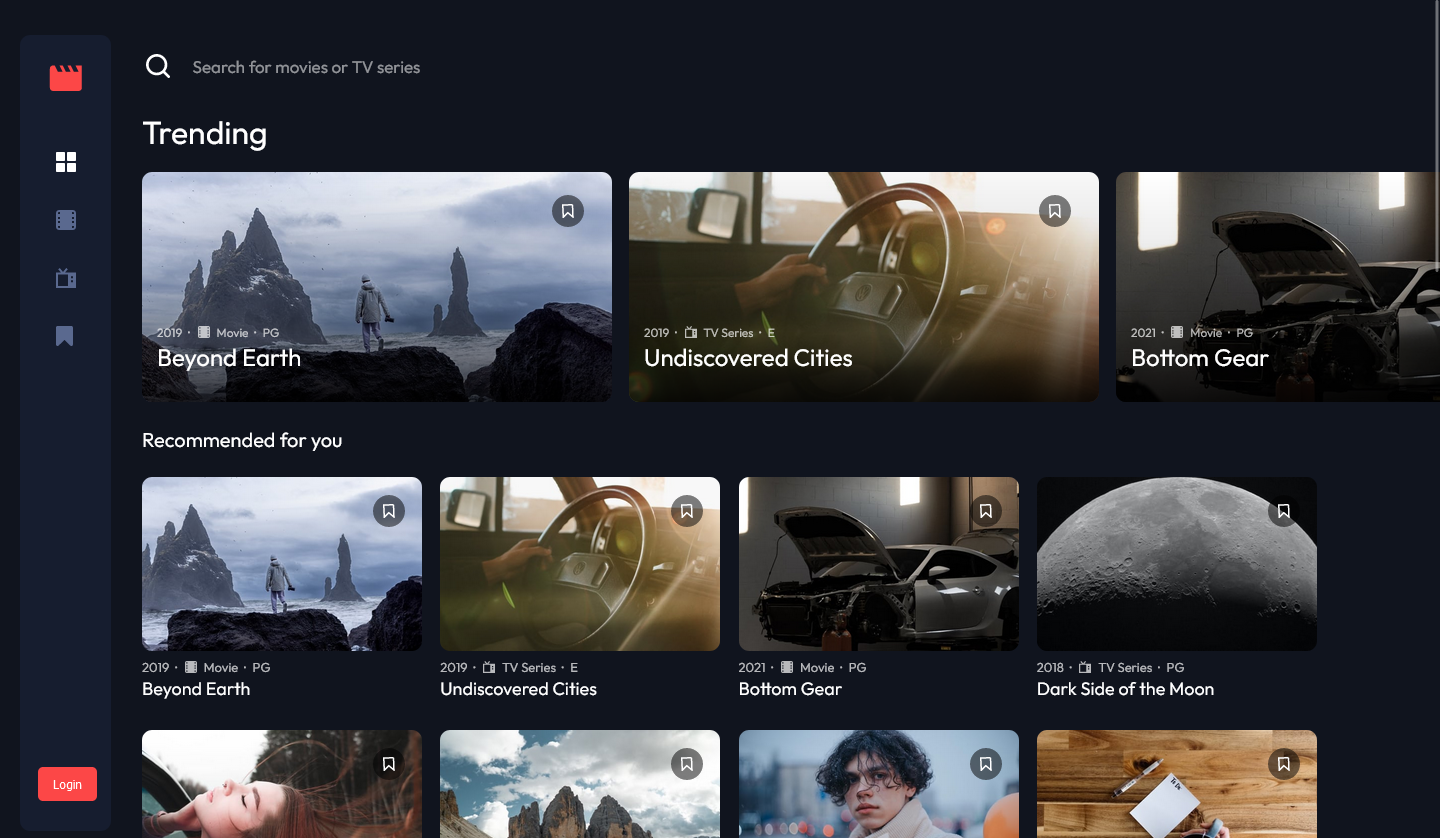 Search for movies or TV series
Trending
2019 · Movie · PG
Beyond Earth
2019 · TV Series · E
Undiscovered Cities
2021 · Movie · PG
Bottom Gear
Recommended for you
2019 · Movie · PG
Beyond Earth
2019 · TV Series · E
Undiscovered Cities
2021 · Movie · PG
Bottom Gear
2018 · TV Series · PG
Dark Side of the Moon
Login